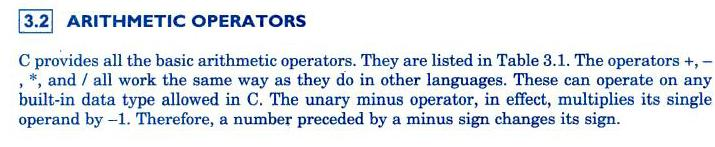 3.2 ARITHMETIC OPERATORS
C provides all the basic arithmetic operators. They are listed in Table 3.1. The operators +, –
, *, and / all work the same way as they do in other languages. These can operate on any
built-in data type allowed in C. The unary minus operator, in effect, multiplies its single
operand by –1. Therefore, a number preceded by a minus sign changes its sign.